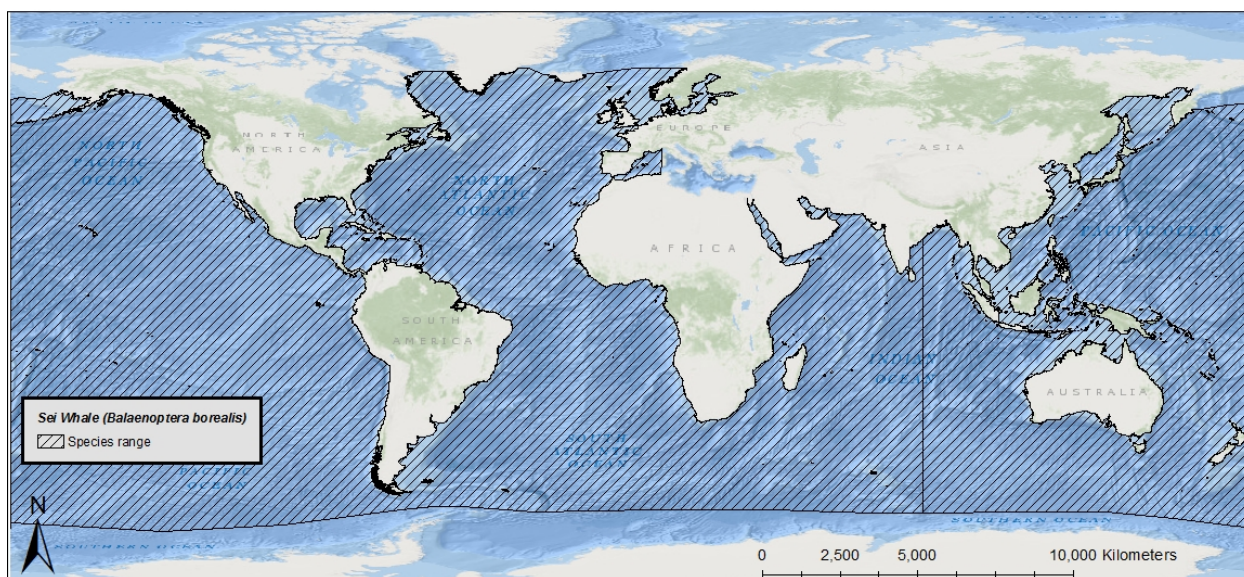 NORTH
PACIFIC
OCEAN
NORTH
AMERICA
NORTH
ATLANTIC
OCEAN
EUROPE
ASIA
AFRICA
PACIFIC OCEAN
SOUTH
AMERICA
INDIAN
OCEAN
AUSTRALIA
Sei Whale (Balaenoptera borealis)
Species range
SOUTH
ATLANTIC
OCEAN
PACIFIC
OCEAN
N
SOUTHERN OCEAN
SOUTHERN OCEAN
0 2,500 5,000 10,000 Kilometers